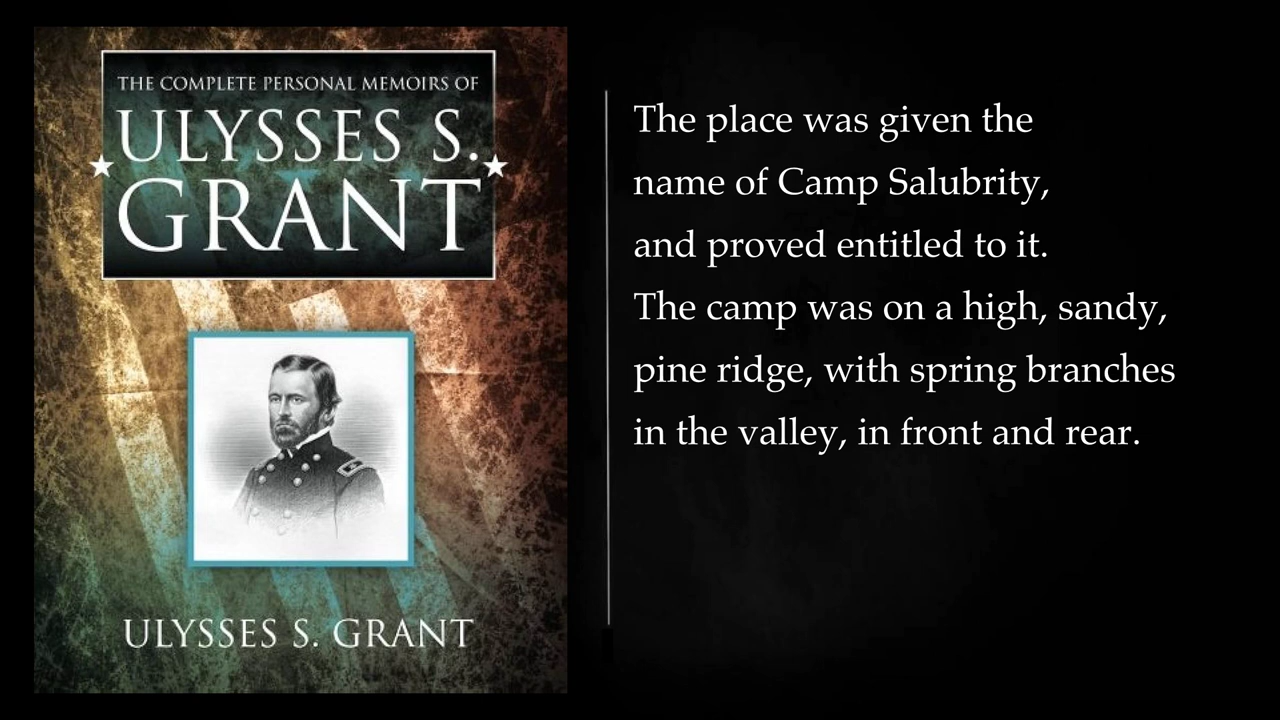 THE COMPLETE PERSONAL MEMOIRS OF
ULYSSES S.
GRANT
ULYSSES S. GRANT
The place was given the
name of Camp Salubrity,
and proved entitled to it.
The camp was on a high, sandy,
pine ridge, with spring branches
in the valley, in front and rear.